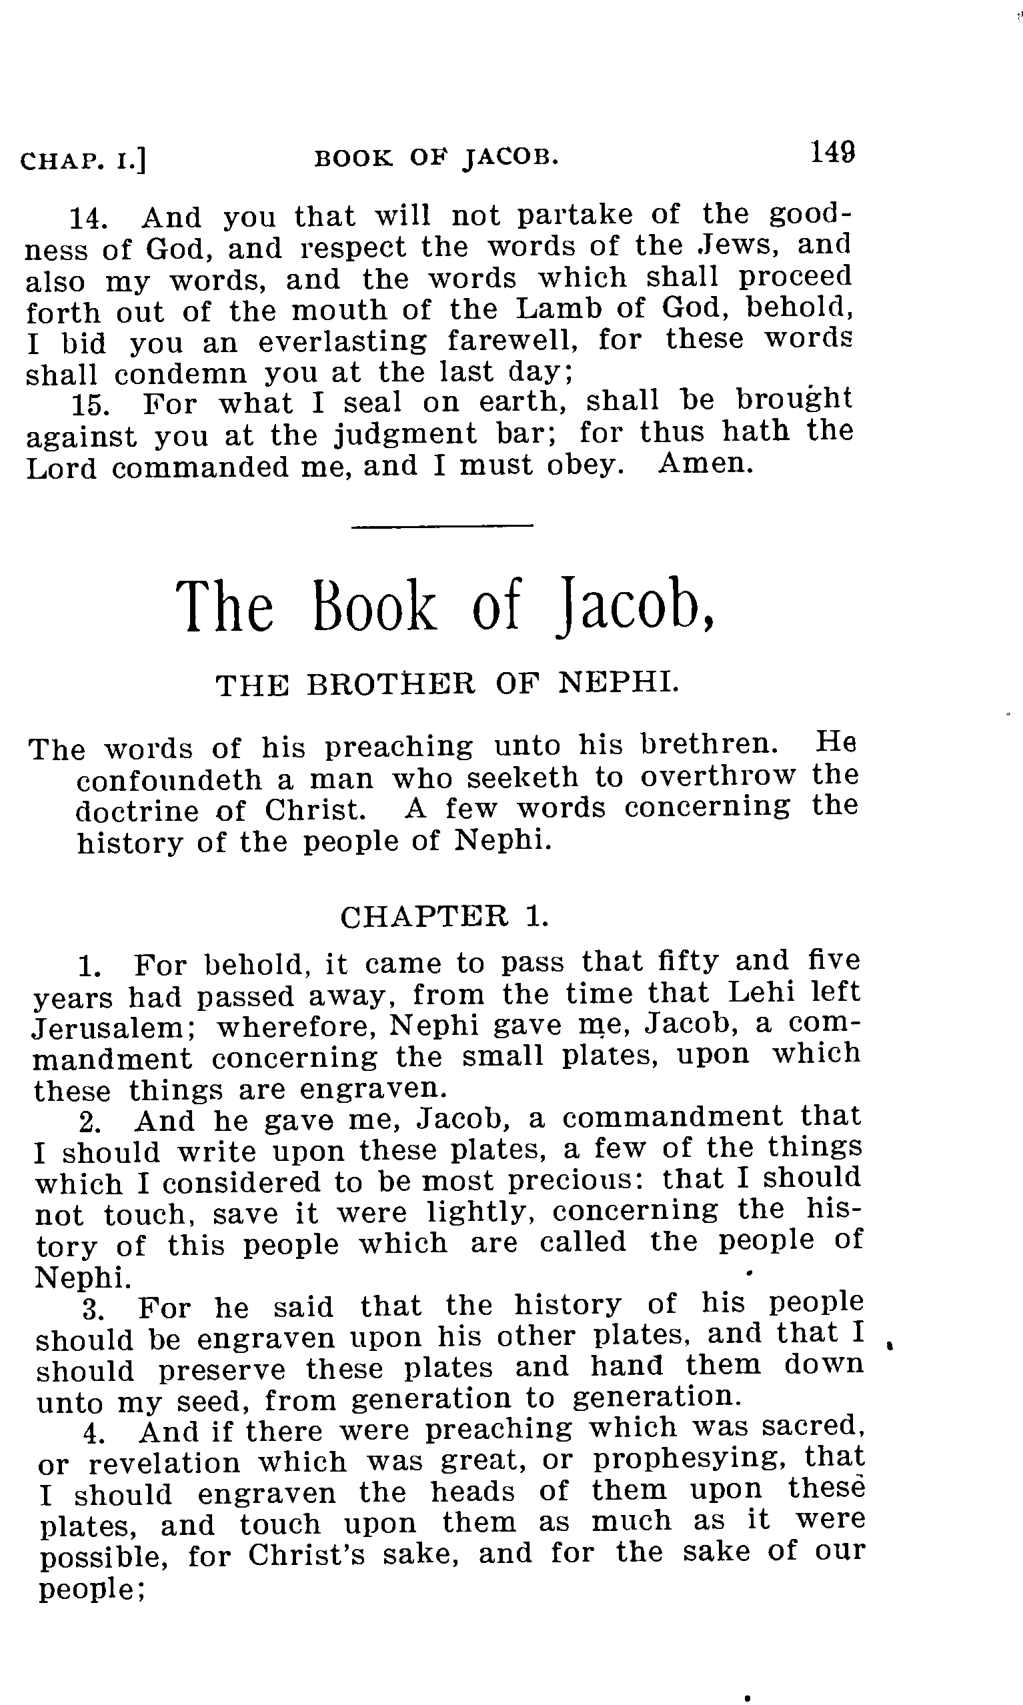 CHAP. I.] BOOK OF JACOB. 149
14. And you that will not partake of the good-
ness of God, and respect the words of the Jews, and
also my words, and the words which shall proceed
forth out of the mouth of the Lamb of God, behold,
I bid you an everlasting farewell, for these words
shall condemn you at the last day;
15. For what I seal on earth, shall be brought
against you at the judgment bar; for thus hath the
Lord commanded me, and I must obey. Amen.
The Book of Jacob,
THE BROTHER OF NEPHI.
The words of his preaching unto his brethren. He
confoundeth a man who seeketh to overthrow the
doctrine of Christ. A few words concerning the
history of the people of Nephi.
CHAPTER 1.
1. For behold, it came to pass that fifty and five
years had passed away, from the time that Lehi left
Jerusalem; wherefore, Nephi gave me, Jacob, a com-
mandment concerning the small plates, upon which
these things are engraven.
2. And he gave me, Jacob, a commandment that
I should write upon these plates, a few of the things
which I considered to be most precious: that I should
not touch, save it were lightly, concerning the his-
tory of this people which are called the people of
Nephi.
3. For he said that the history of his people
should be engraven upon his other plates, and that I
should preserve these plates and hand them down
unto my seed, from generation to generation.
4. And if there were preaching which was sacred,
or revelation which was great, or prophesying, that
I should engraven the heads of them upon these
plates, and touch upon them as much as it were
possible, for Christ's sake, and for the sake of our
people;